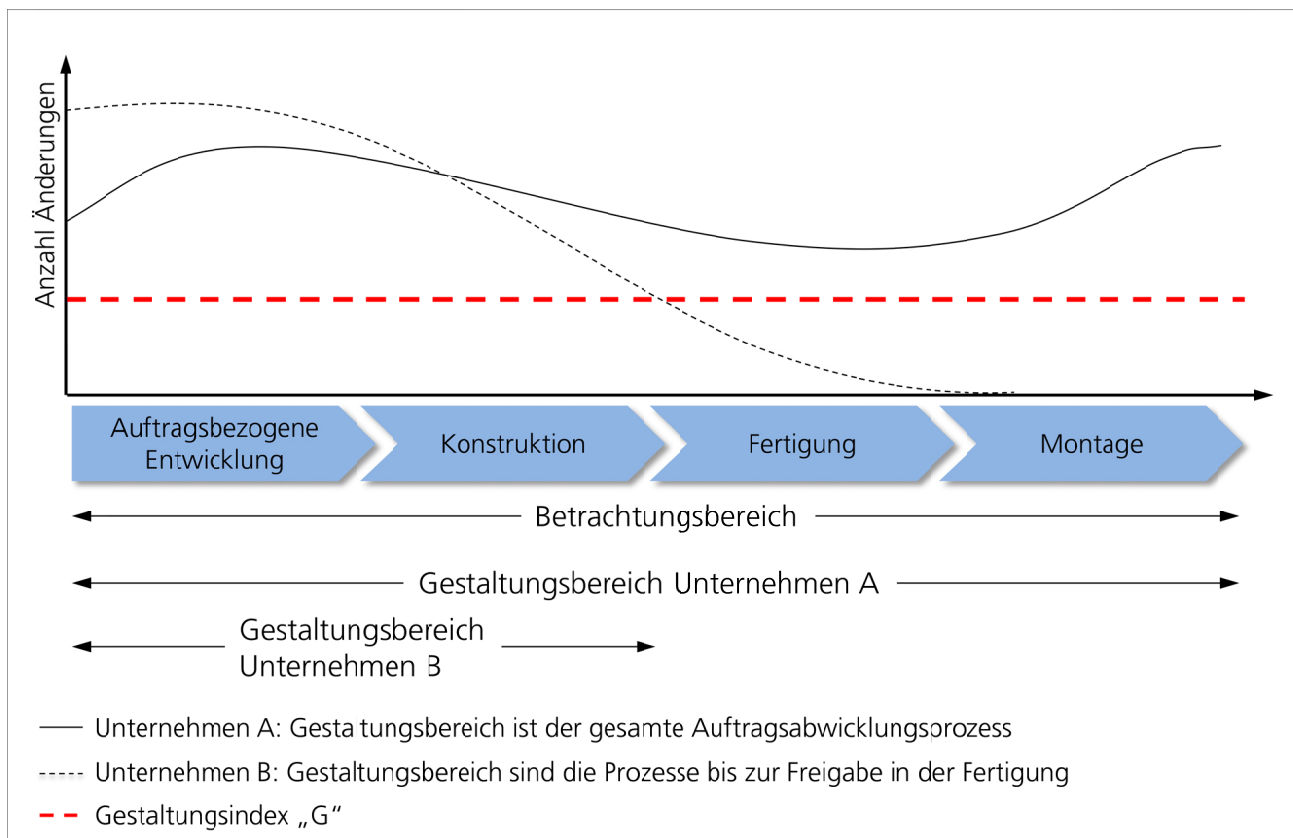 Anzahl Änderungen
Auftragsbezogene
Entwicklung
Konstruktion
Fertigung
Montage
Betrachtungsbereich
Gestaltungsbereich Unternehmen A
Gestaltungsbereich
Unternehmen B
Unternehmen A: Gesta tungsbereich ist der gesamte Auftragsabwicklungsprozess
Unternehmen B: Gestaltungsbereich sind die Prozesse bis zur Freigabe in der Fertigung
Gestaltungsindex „G“